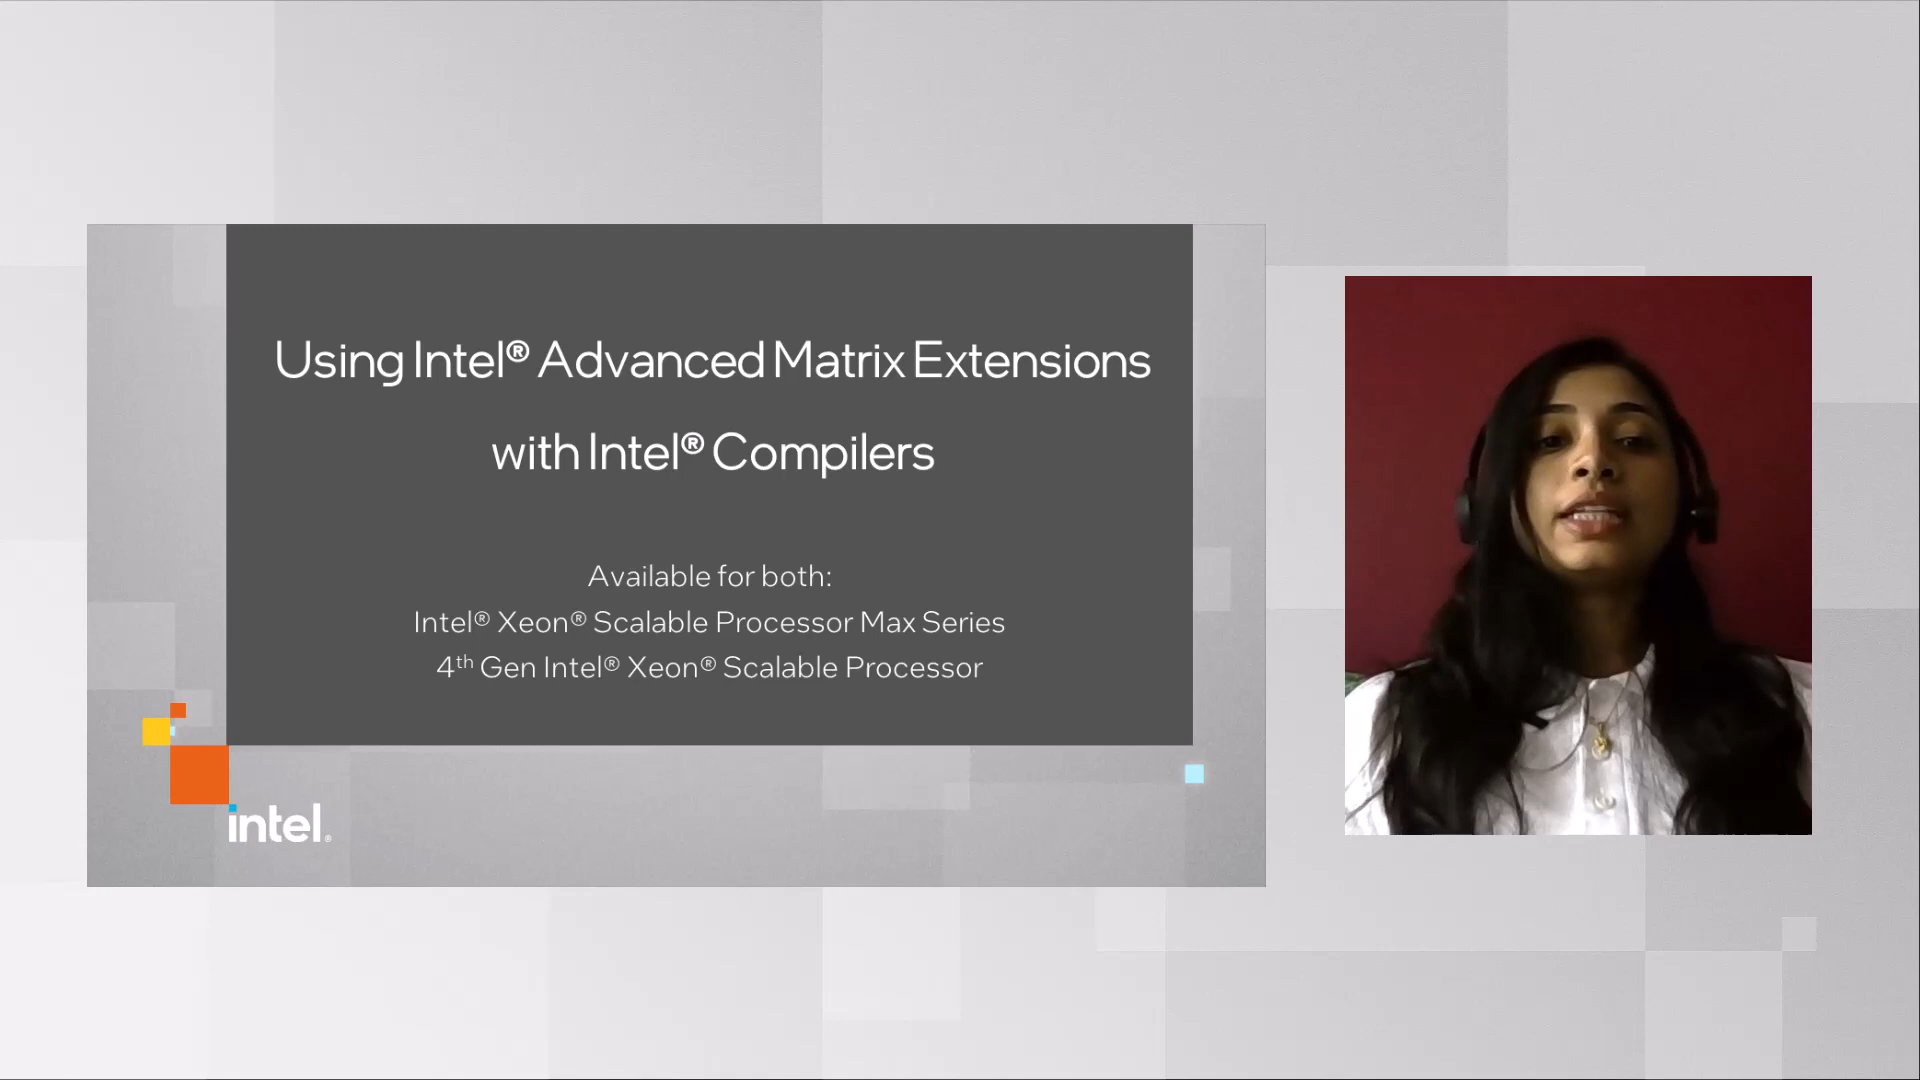 Using Intel® Advanced Matrix Extensions
with Intel® Compilers
Available for both:
Intel® Xeon® Scalable Processor Max Series
4th Gen Intel® Xeon® Scalable Processor
intel®